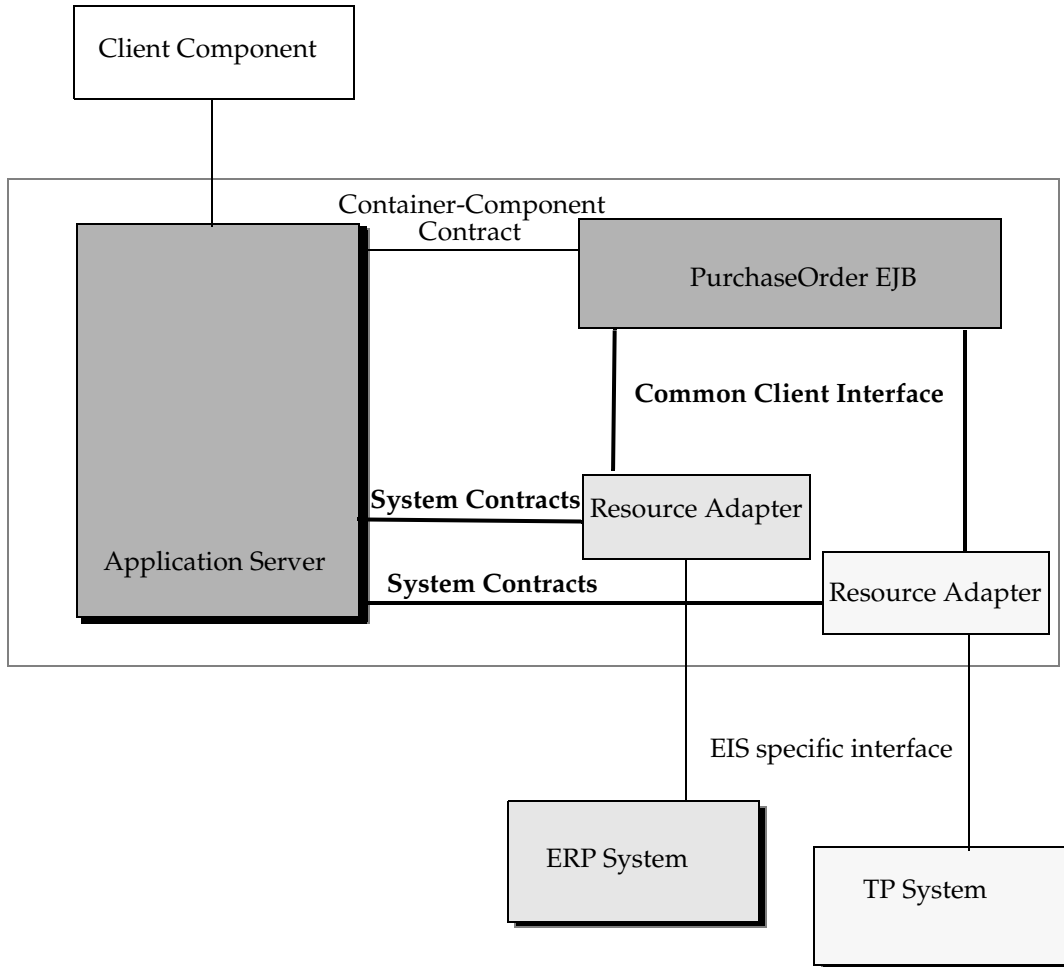 Client Component
Container-Component
Contract
PurchaseOrder EJB
Common Client Interface
System Contracts
Resource Adapter
Application Server
System Contracts
Resource Adapter
EIS specific interface
ERP System
TP System